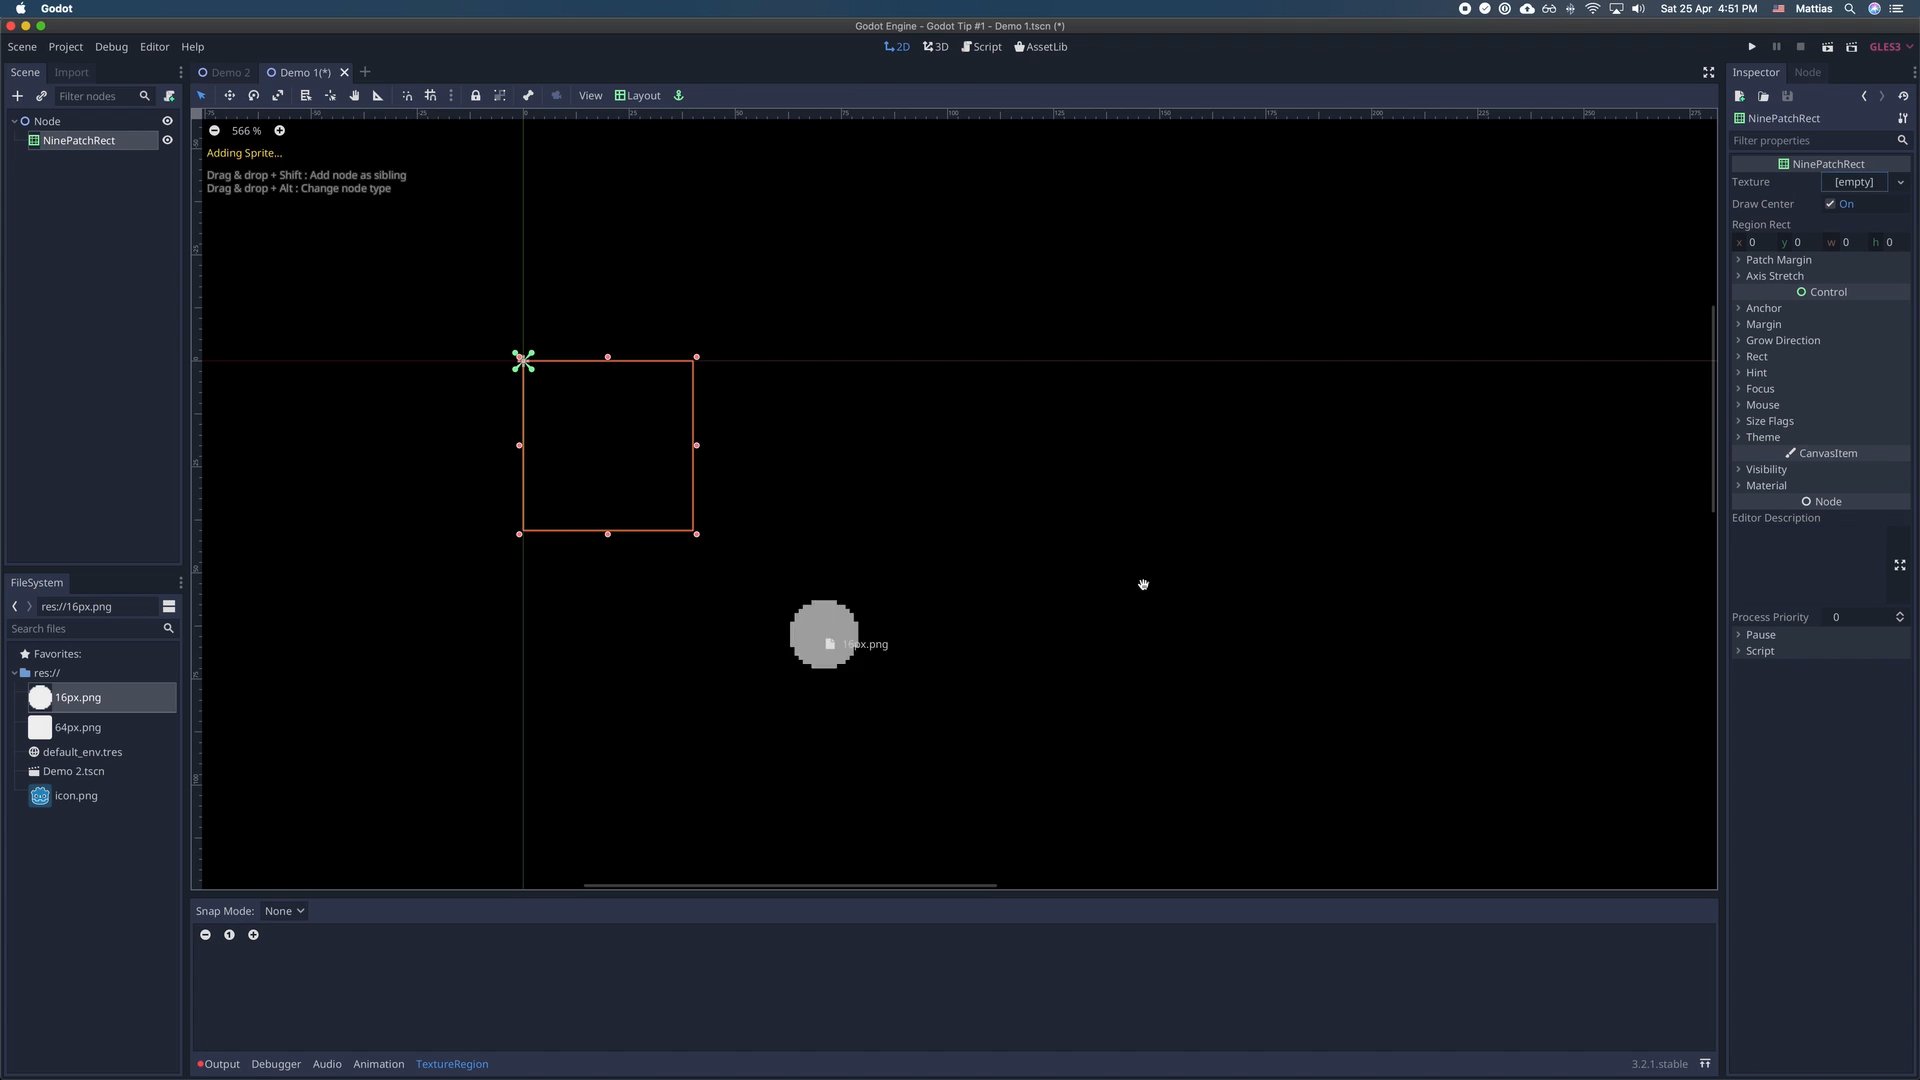 Godot
Sat 25 Apr 4:51 PM
Mattias
Godot Engine - Godot Tip #1 - Demo 1.tscn (*)
Scene Project Debug Editor Help
2D 3D Script AssetLib
GLES3
Scene Import
Demo 2
Demo 1(*)
Inspector Node
Filter nodes
View Layout
Node
NinePatchRect
566 %
Adding Sprite...
Drag & drop + Shift : Add node as sibling
Drag & drop + Alt : Change node type
16px.png
NinePatchRect
Filter properties
NinePatchRect
Texture [empty]
Draw Center On
Region Rect
x 0 y 0 w 0 h 0
Patch Margin
Axis Stretch
Control
Anchor
Margin
Grow Direction
Rect
Hint
Focus
Mouse
Size Flags
Theme
CanvasItem
Visibility
Material
Node
Editor Description
Process Priority 0
Pause
Script
FileSystem
res://16px.png
Search files
Favorites:
res://
16px.png
64px.png
default_env.tres
Demo 2.tscn
icon.png
Snap Mode: None
Output Debugger Audio Animation TextureRegion
3.2.1.stable